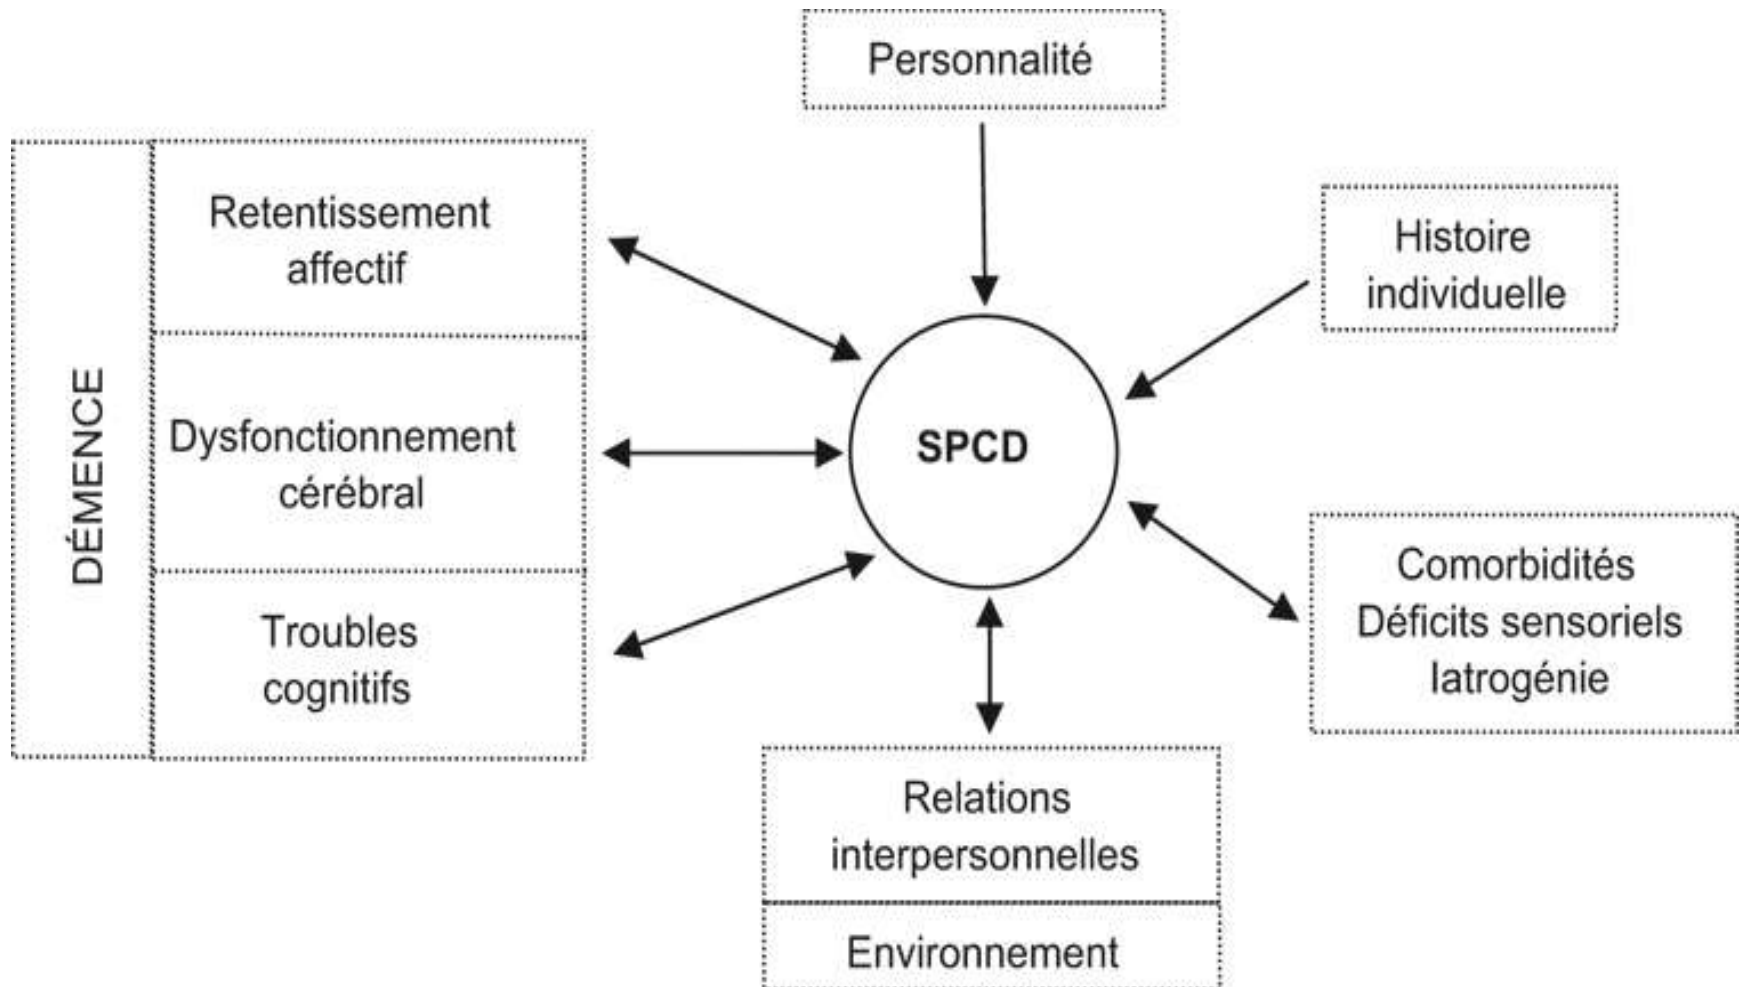 Personnalité
Retentissement
affectif
Histoire
individuelle
DÉMENCE
Dysfonctionnement
cérébral
SPCD
Comorbidités
Déficits sensoriels
Iatrogénie
Troubles
cognitifs
Relations
interpersonnelles
Environnement